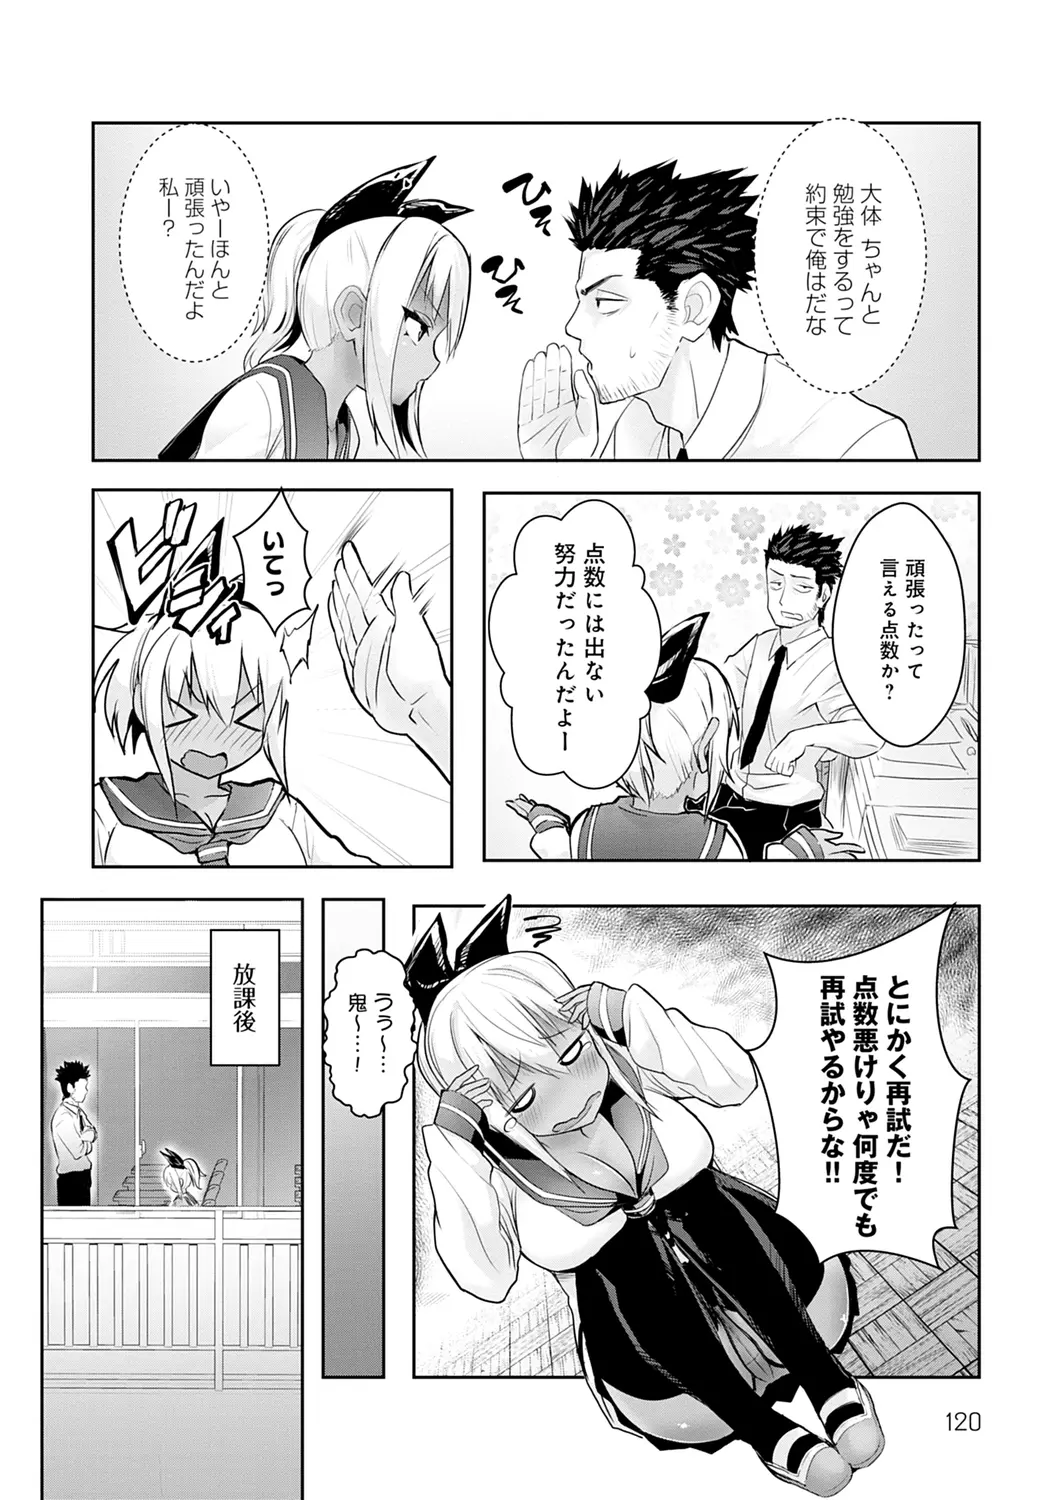 大体 ちゃんと
勉強をするって
約束で俺はだな
ひそ
ひそ
いやーほんと
頑張ったんだよ
私ー?
頑張ったって
言える点数か?
点数には出ない
努力だったんだよー
いてっ
ビシィ
とにかく再試だ!
点数悪けりゃ何度でも
再試やるからな!!
うぅ〜…
鬼〜…!
放課後
120